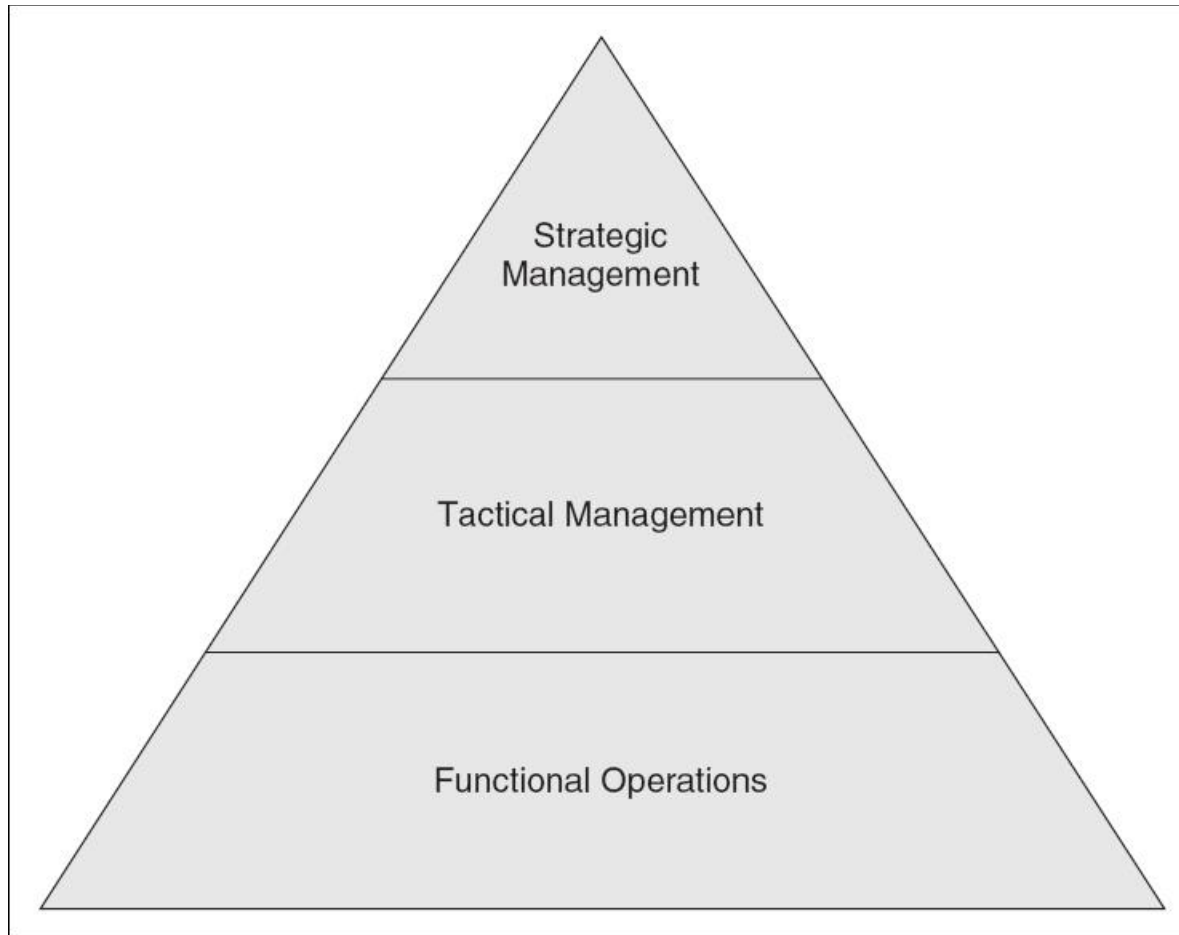 Strategic
Management
Tactical Management
Functional Operations